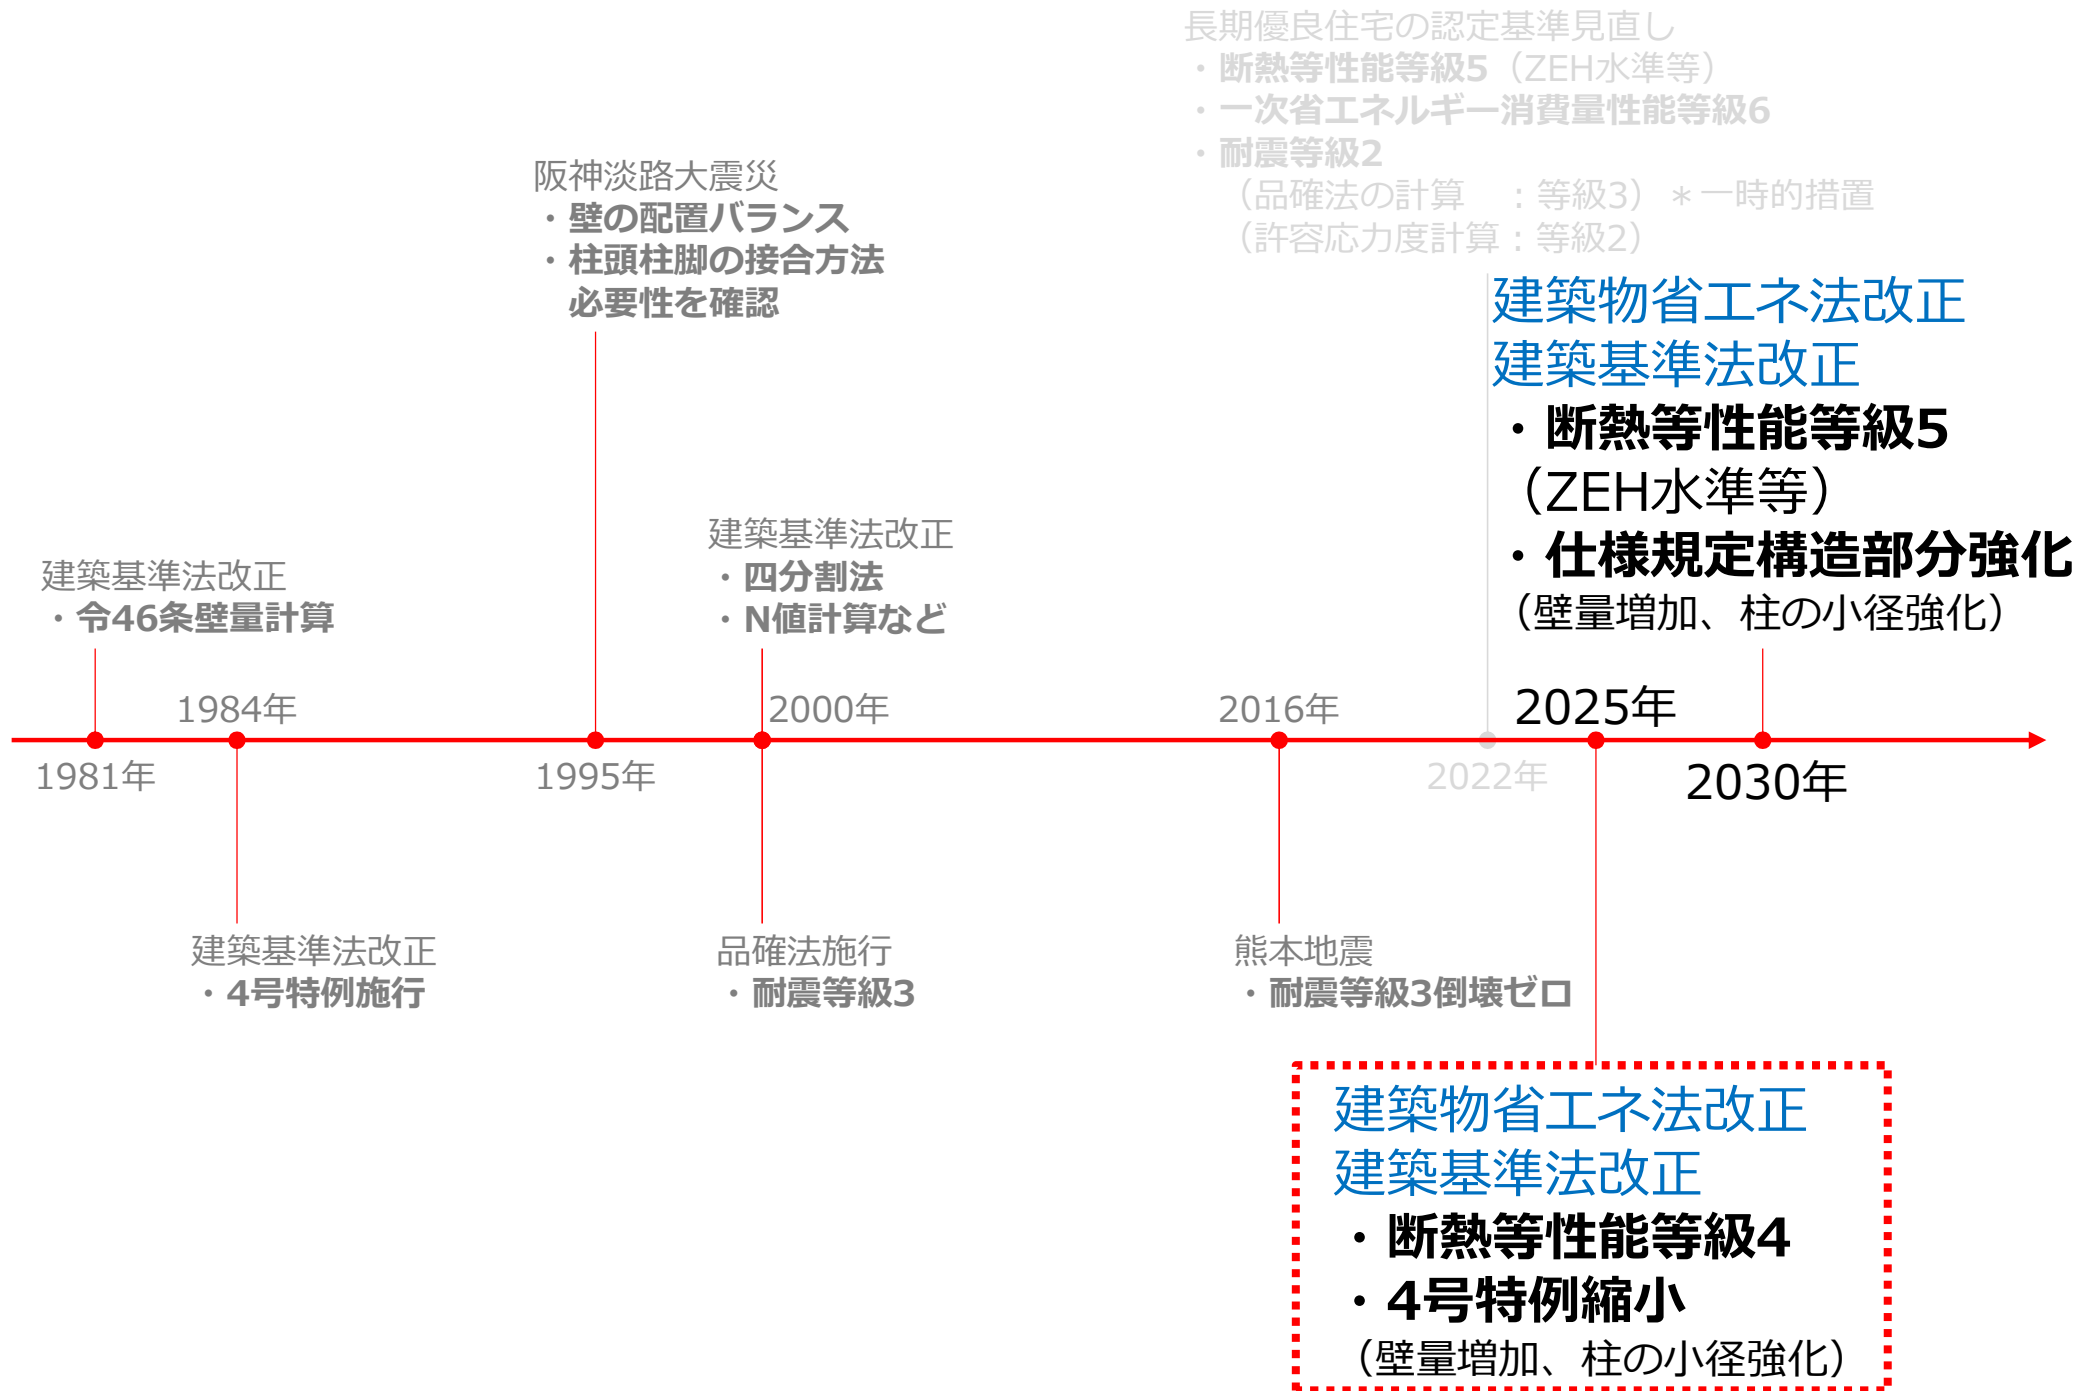 長期優良住宅の認定基準見直し
・断熱等性能等級5（ZEH水準等）
・一次省エネルギー消費量性能等級6
・耐震等級2
（品確法の計算　：等級3）＊一時的措置
（許容応力度計算：等級2）
阪神淡路大震災
・壁の配置バランス
・柱頭柱脚の接合方法
必要性を確認
建築物省エネ法改正
建築基準法改正
・断熱等性能等級5
（ZEH水準等）
・仕様規定構造部分強化
（壁量増加、柱の小径強化）
建築基準法改正
・四分割法
・N値計算など
建築基準法改正
・令46条壁量計算
1984年
2000年
2016年
2025年
1981年
1995年
2022年
2030年
建築基準法改正
・4号特例施行
品確法施行
・耐震等級3
熊本地震
・耐震等級3倒壊ゼロ
建築物省エネ法改正
建築基準法改正
・断熱等性能等級4
・4号特例縮小
（壁量増加、柱の小径強化）